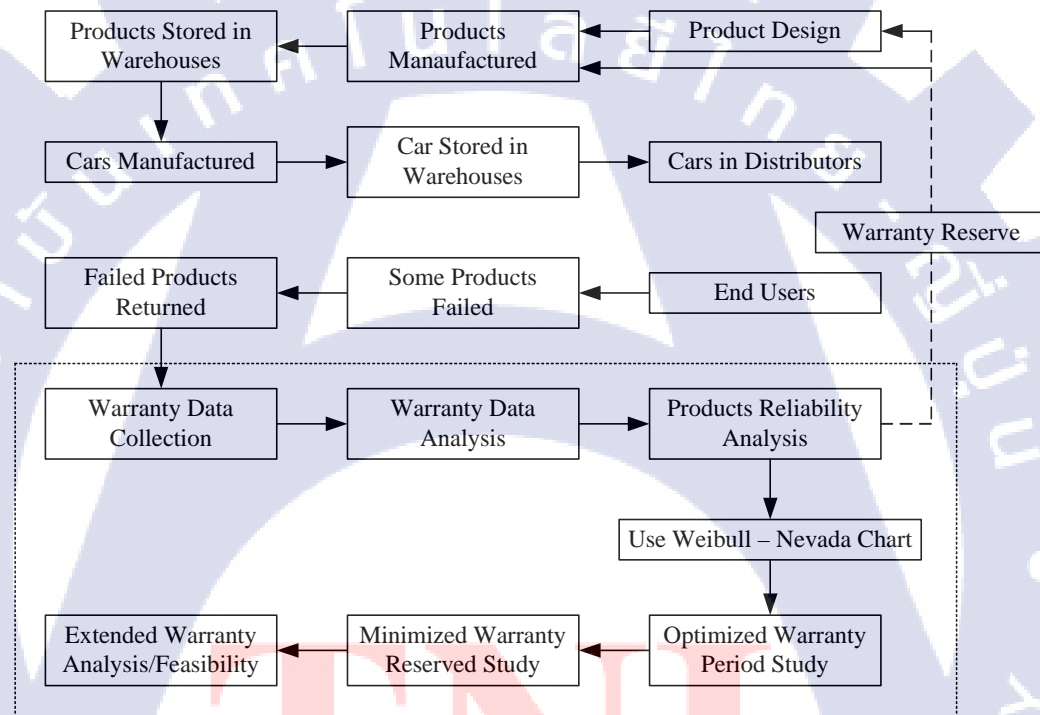 Products Stored in
Warehouses
Products
Manaufactured
Product Design
Cars Manufactured
Car Stored in
Warehouses
Cars in Distributors
Warranty Reserve
Failed Products
Returned
Some Products
Failed
End Users
Warranty Data
Collection
Warranty Data
Analysis
Products Reliability
Analysis
Use Weibull – Nevada Chart
Extended Warranty
Analysis/Feasibility
Minimized Warranty
Reserved Study
Optimized Warranty
Period Study
TNI